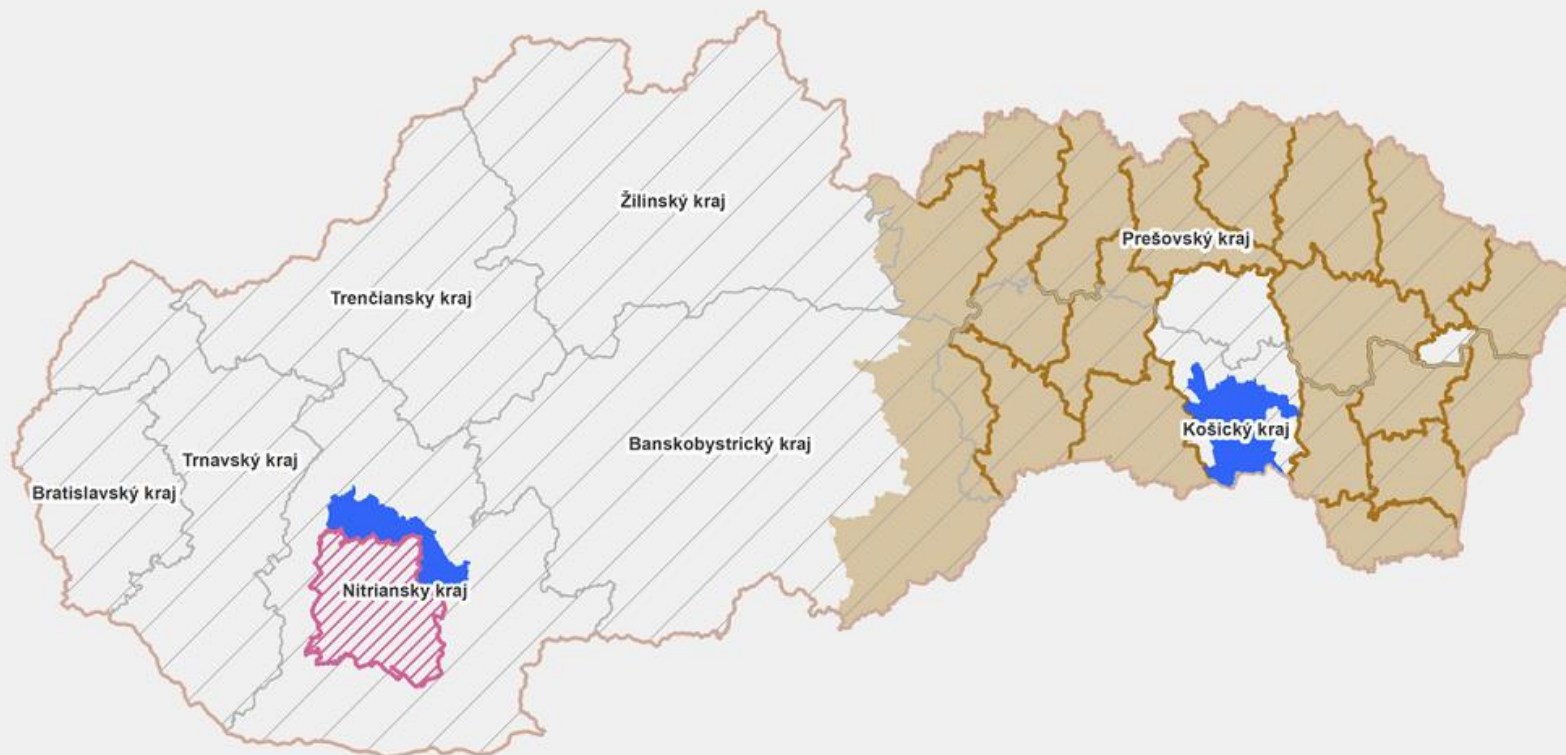 Žilinský kraj
Prešovský kraj
Trenčiansky kraj
Banskobystrický kraj
Košický kraj
Trnavský kraj
Bratislavský kraj
Nitriansky kraj